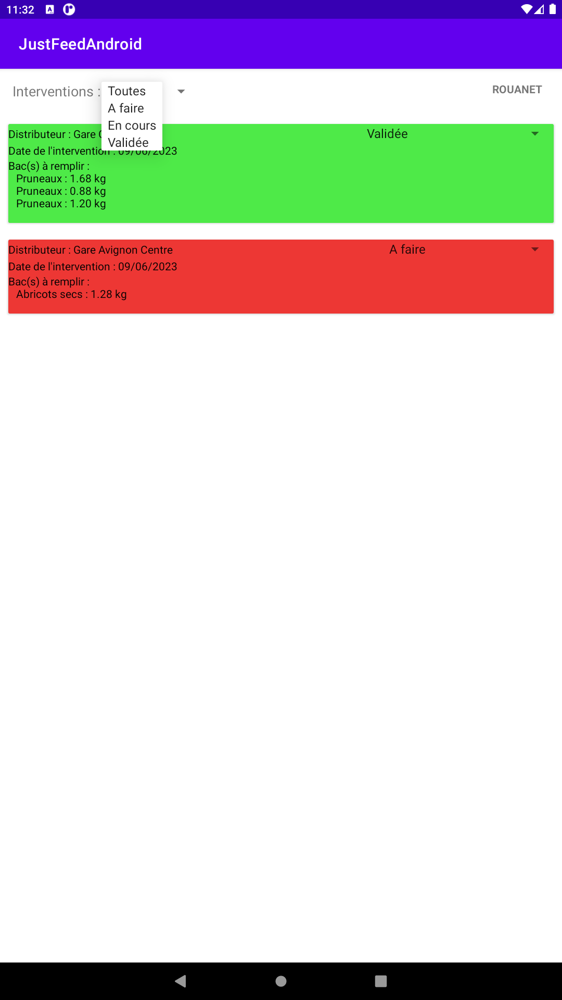 11:32
JustFeedAndroid
Interventions :
Toutes
A faire
En cours
Validée
ROUANET
Distributeur : Gare
Validée
Date de l'intervention : 09/06/2023
Bac(s) à remplir :
Pruneaux : 1.68 kg
Pruneaux : 0.88 kg
Pruneaux : 1.20 kg
Distributeur : Gare Avignon Centre
A faire
Date de l'intervention : 09/06/2023
Bac(s) à remplir :
Abricots secs : 1.28 kg